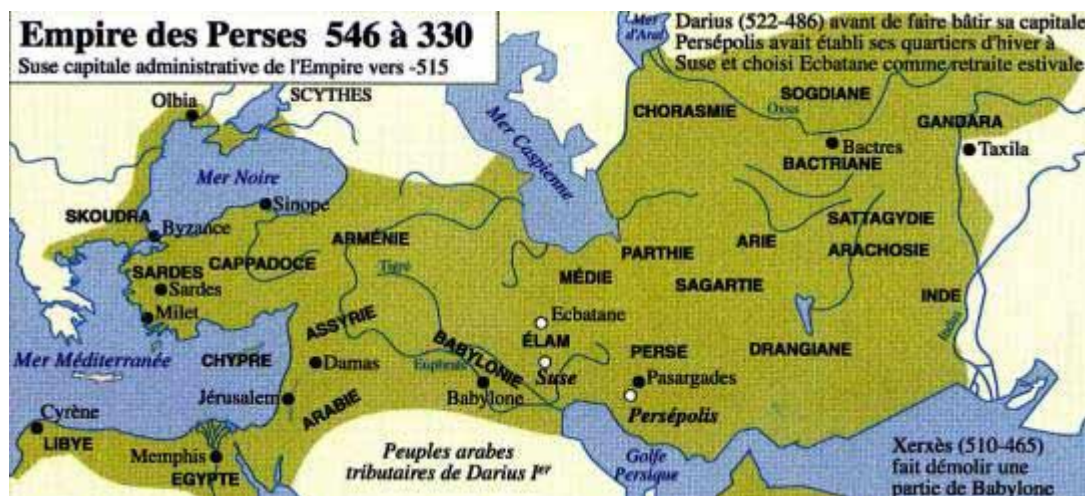 Empire des Perses 546 à 330
Suse capitale administrative de l'Empire vers -515
Mer
d'Aral
Darius (522-486) avant de faire bâtir sa capitale
Persépolis avait établi ses quartiers d'hiver à
Suse et choisi Ecbatane comme retraite estivale
Olbia
SCYTHES
Mer Caspienne
CHORASMIE
SOGDIANE
Oxus
GANDARA
Bactres
Taxila
BACTRIANE
Mer Noire
SKOUDRA
Sinope
Byzance
SATTAGYDIE
ARMÉNIE
ARIE
PARTHIE
ARACHOSIE
CAPPADOCE
SARDES
Tigre
MÉDIE
SAGARTIE
Sardes
INDE
Milet
ASSYRIE
Ecbatane
Indus
ÉLAM
BABYLONIE
PERSE
DRANGIANE
Mer Méditerranée
CHYPRE
Damas
Euphrate
Suse
Pasargades
Jérusalem
ARABIE
Babylone
Persépolis
Cyrène
LIBYE
Memphis
EGYPTE
Peuples arabes
tributaires de Darius Ier
Golfe
Persique
Xerxès (510-465)
fait démolir une
partie de Babylone